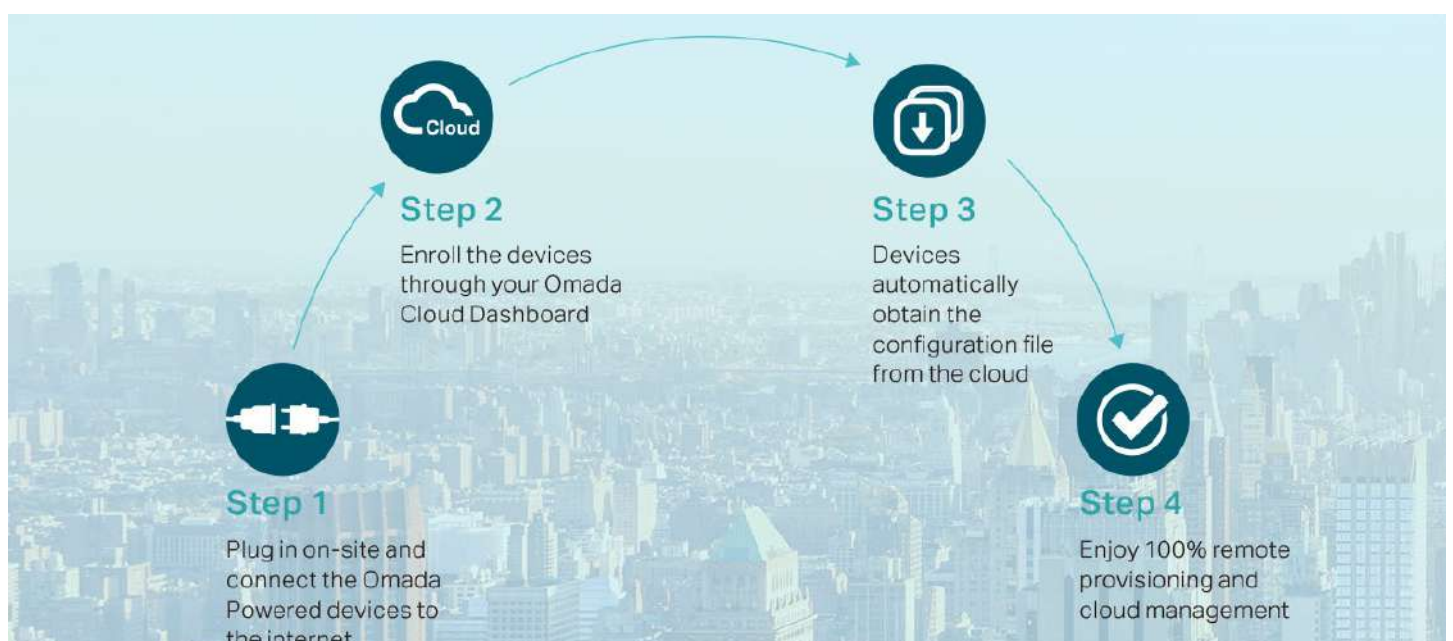 Cloud
Step 2
Enroll the devices
through your Omada
Cloud Dashboard
Step 3
Devices
automatically
obtain the
configuration file
from the cloud
Step 1
Plug in on-site and
connect the Omada
Powered devices to
the internet
Step 4
Enjoy 100% remote
provisioning and
cloud management